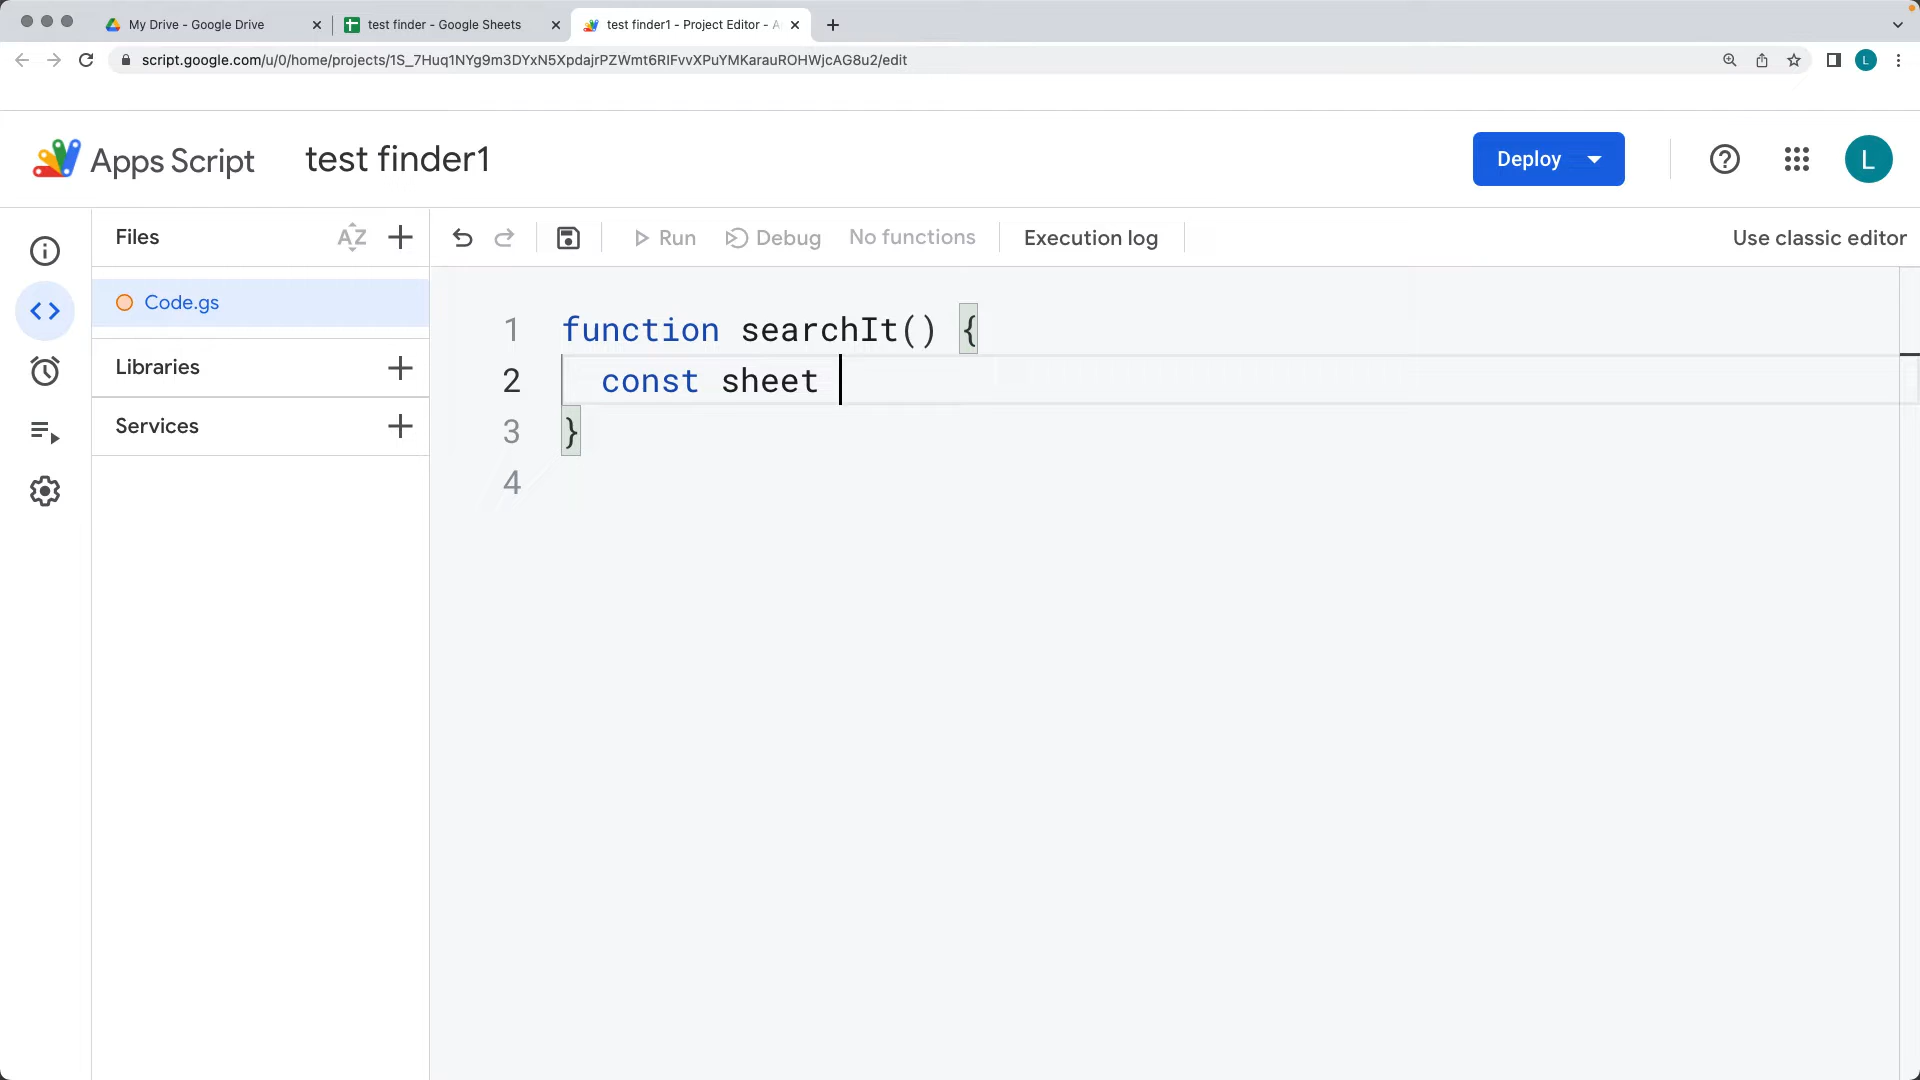 My Drive - Google Drive
test finder - Google Sheets
test finder1 - Project Editor - A
script.google.com/u/0/home/projects/1S_7Huq1NYg9m3DYxN5XpdajrPZWmt6RIFvvXPuYMKarauROHWjcAG8u2/edit
L
Apps Script
test finder1
Deploy
L
Files
AZ
Run
Debug
No functions
Execution log
Use classic editor
Code.gs
Libraries
Services
1 function searchIt() {
2 const sheet
3 }
4